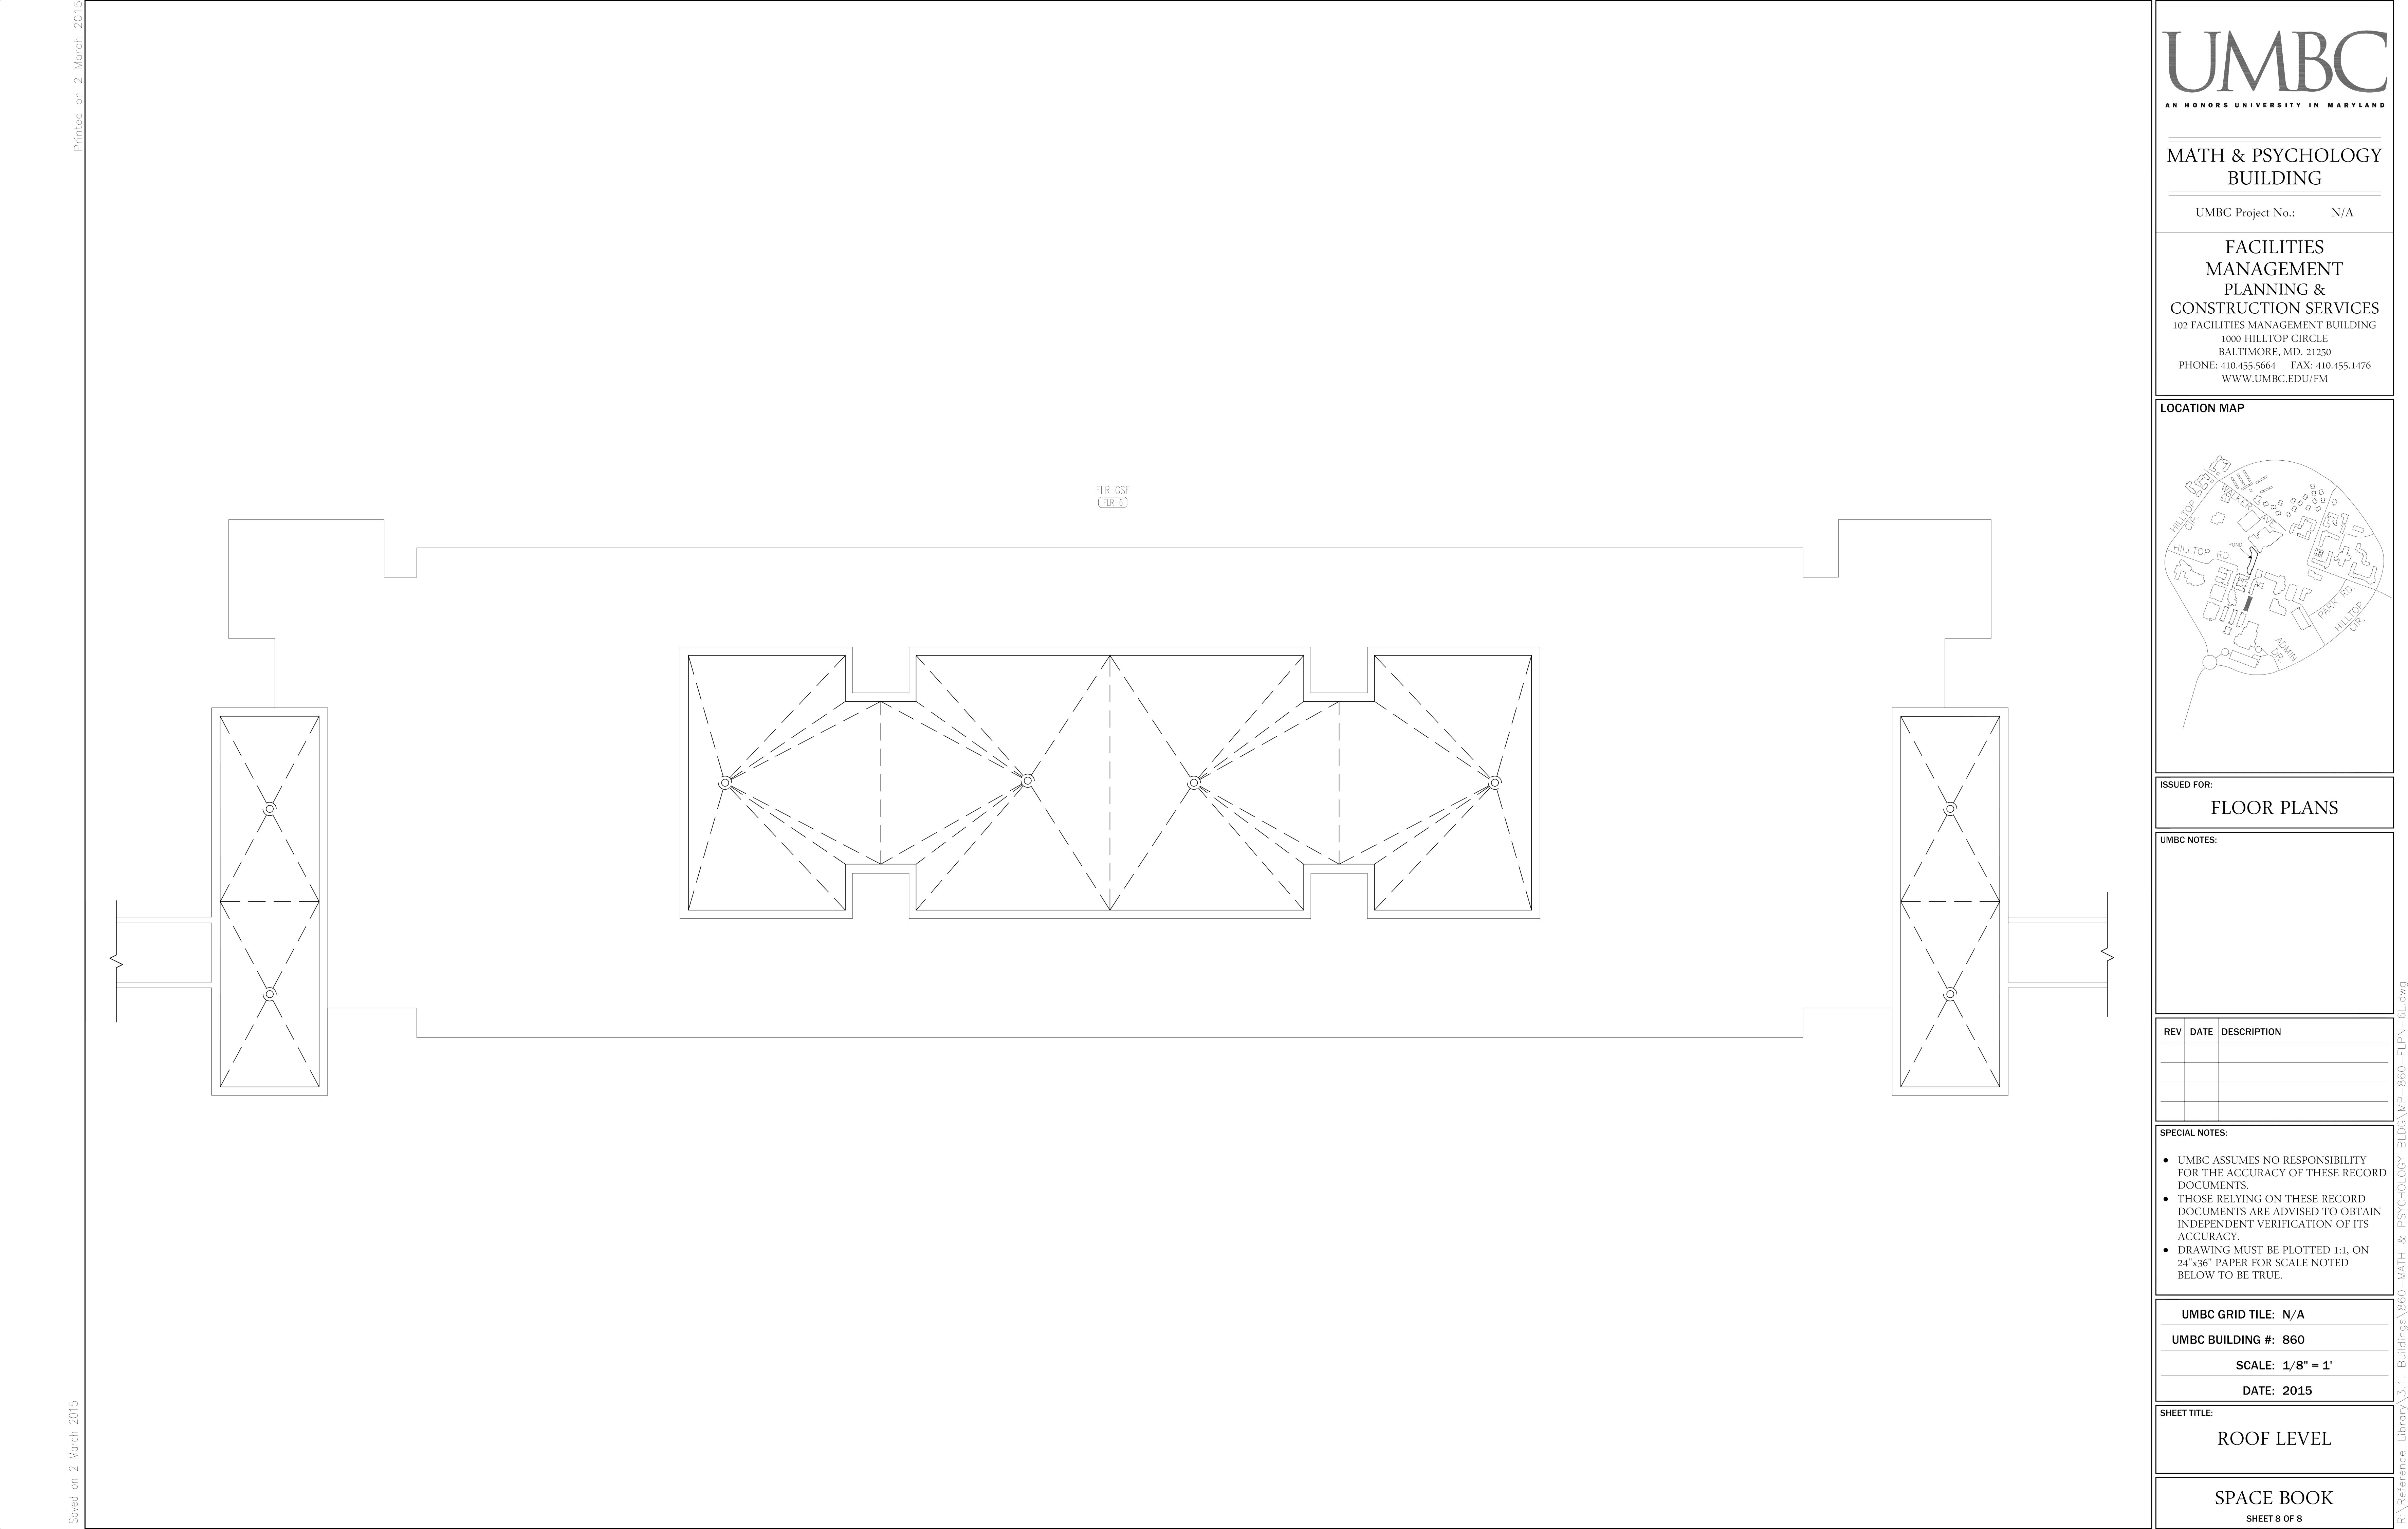 Printed on 2 March 2015
Saved on 2 March 2015
FLR GSF
FLR-6
UMBC
AN HONORS UNIVERSITY IN MARYLAND
MATH & PSYCHOLOGY
BUILDING
UMBC Project No.: N/A
FACILITIES
MANAGEMENT
PLANNING &
CONSTRUCTION SERVICES
102 FACILITIES MANAGEMENT BUILDING
1000 HILLTOP CIRCLE
BALTIMORE, MD. 21250
PHONE: 410.455.5664 FAX: 410.455.1476
WWW.UMBC.EDU/FM
LOCATION MAP
HILLTOP
CIR.
WALKER AVE.
POND
HILLTOP RD.
PARK RD.
HILLTOP
CIR.
ADMIN
DR.
ISSUED FOR:
FLOOR PLANS
UMBC NOTES:
REV DATE DESCRIPTION
SPECIAL NOTES:
● UMBC ASSUMES NO RESPONSIBILITY
FOR THE ACCURACY OF THESE RECORD
DOCUMENTS.
● THOSE RELYING ON THESE RECORD
DOCUMENTS ARE ADVISED TO OBTAIN
INDEPENDENT VERIFICATION OF ITS
ACCURACY.
● DRAWING MUST BE PLOTTED 1:1, ON
24"x36" PAPER FOR SCALE NOTED
BELOW TO BE TRUE.
UMBC GRID TILE: N/A
UMBC BUILDING #: 860
SCALE: 1/8" = 1'
DATE: 2015
SHEET TITLE:
ROOF LEVEL
SPACE BOOK
SHEET 8 OF 8
R:\Reference_Library\3.1. Buildings\860-MATH & PSYCHOLOGY BLDG\MP-860-FLPN-6L.dwg